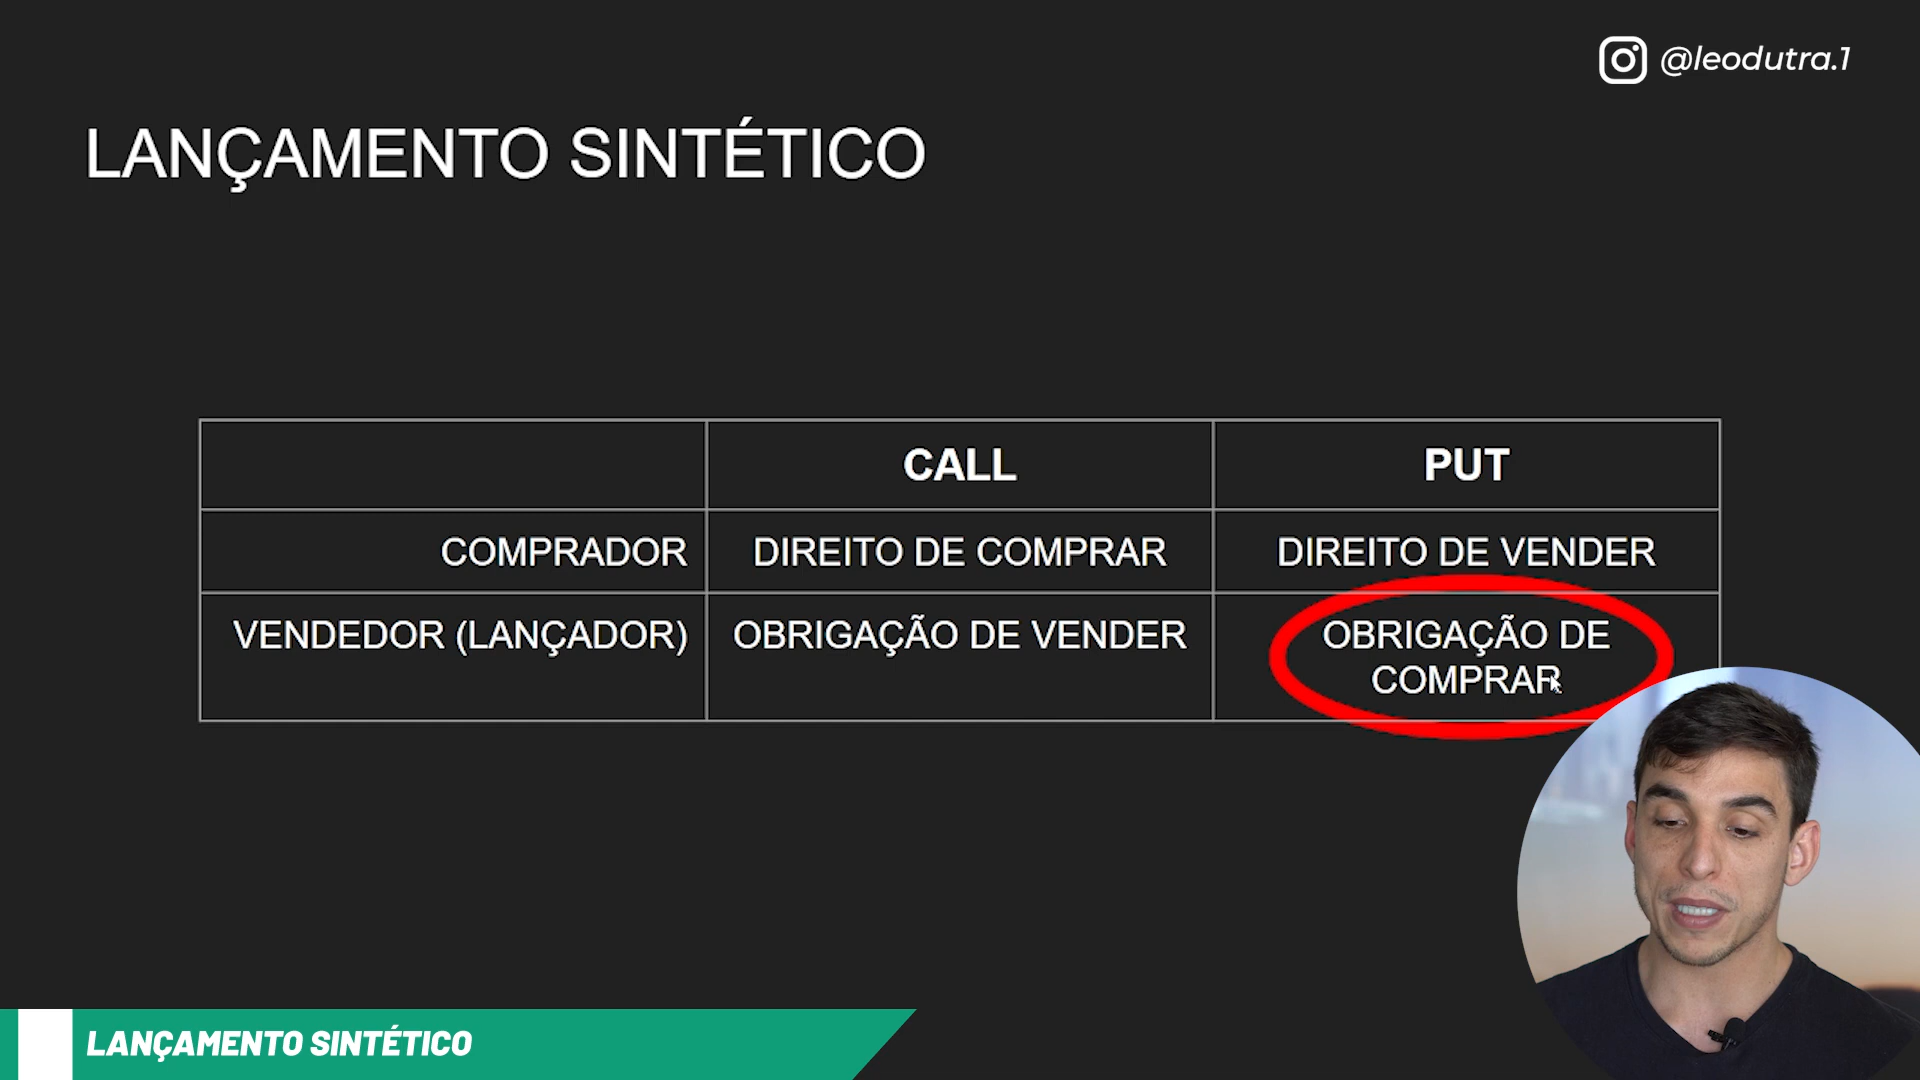 @leodutra.1
LANÇAMENTO SINTÉTICO
CALL
PUT
COMPRADOR
DIREITO DE COMPRAR
DIREITO DE VENDER
VENDEDOR (LANÇADOR)
OBRIGAÇÃO DE VENDER
OBRIGAÇÃO DE
COMPRAR
LANÇAMENTO SINTÉTICO